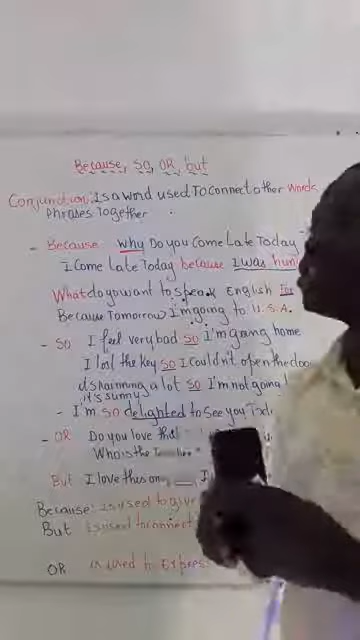 Because, SO, OR, but
Conjunction: Is a word used To connect other words
Phrases Together
- Because why Do you Come Late Today
I Come Late Today because I was hun
What do you want to speak English For
Because Tomorrow I'm going to U.S.A.
- SO I feel very bad so I'm going home
I lost the key so I couldn't open the doo
it's rainning a lot so I'm not going
it's sunny
- I'm so delighted to see you
- OR Do you love
Who is the
But I love this one, I
Because: is used to give
But is used to connect
OR is used to Expres